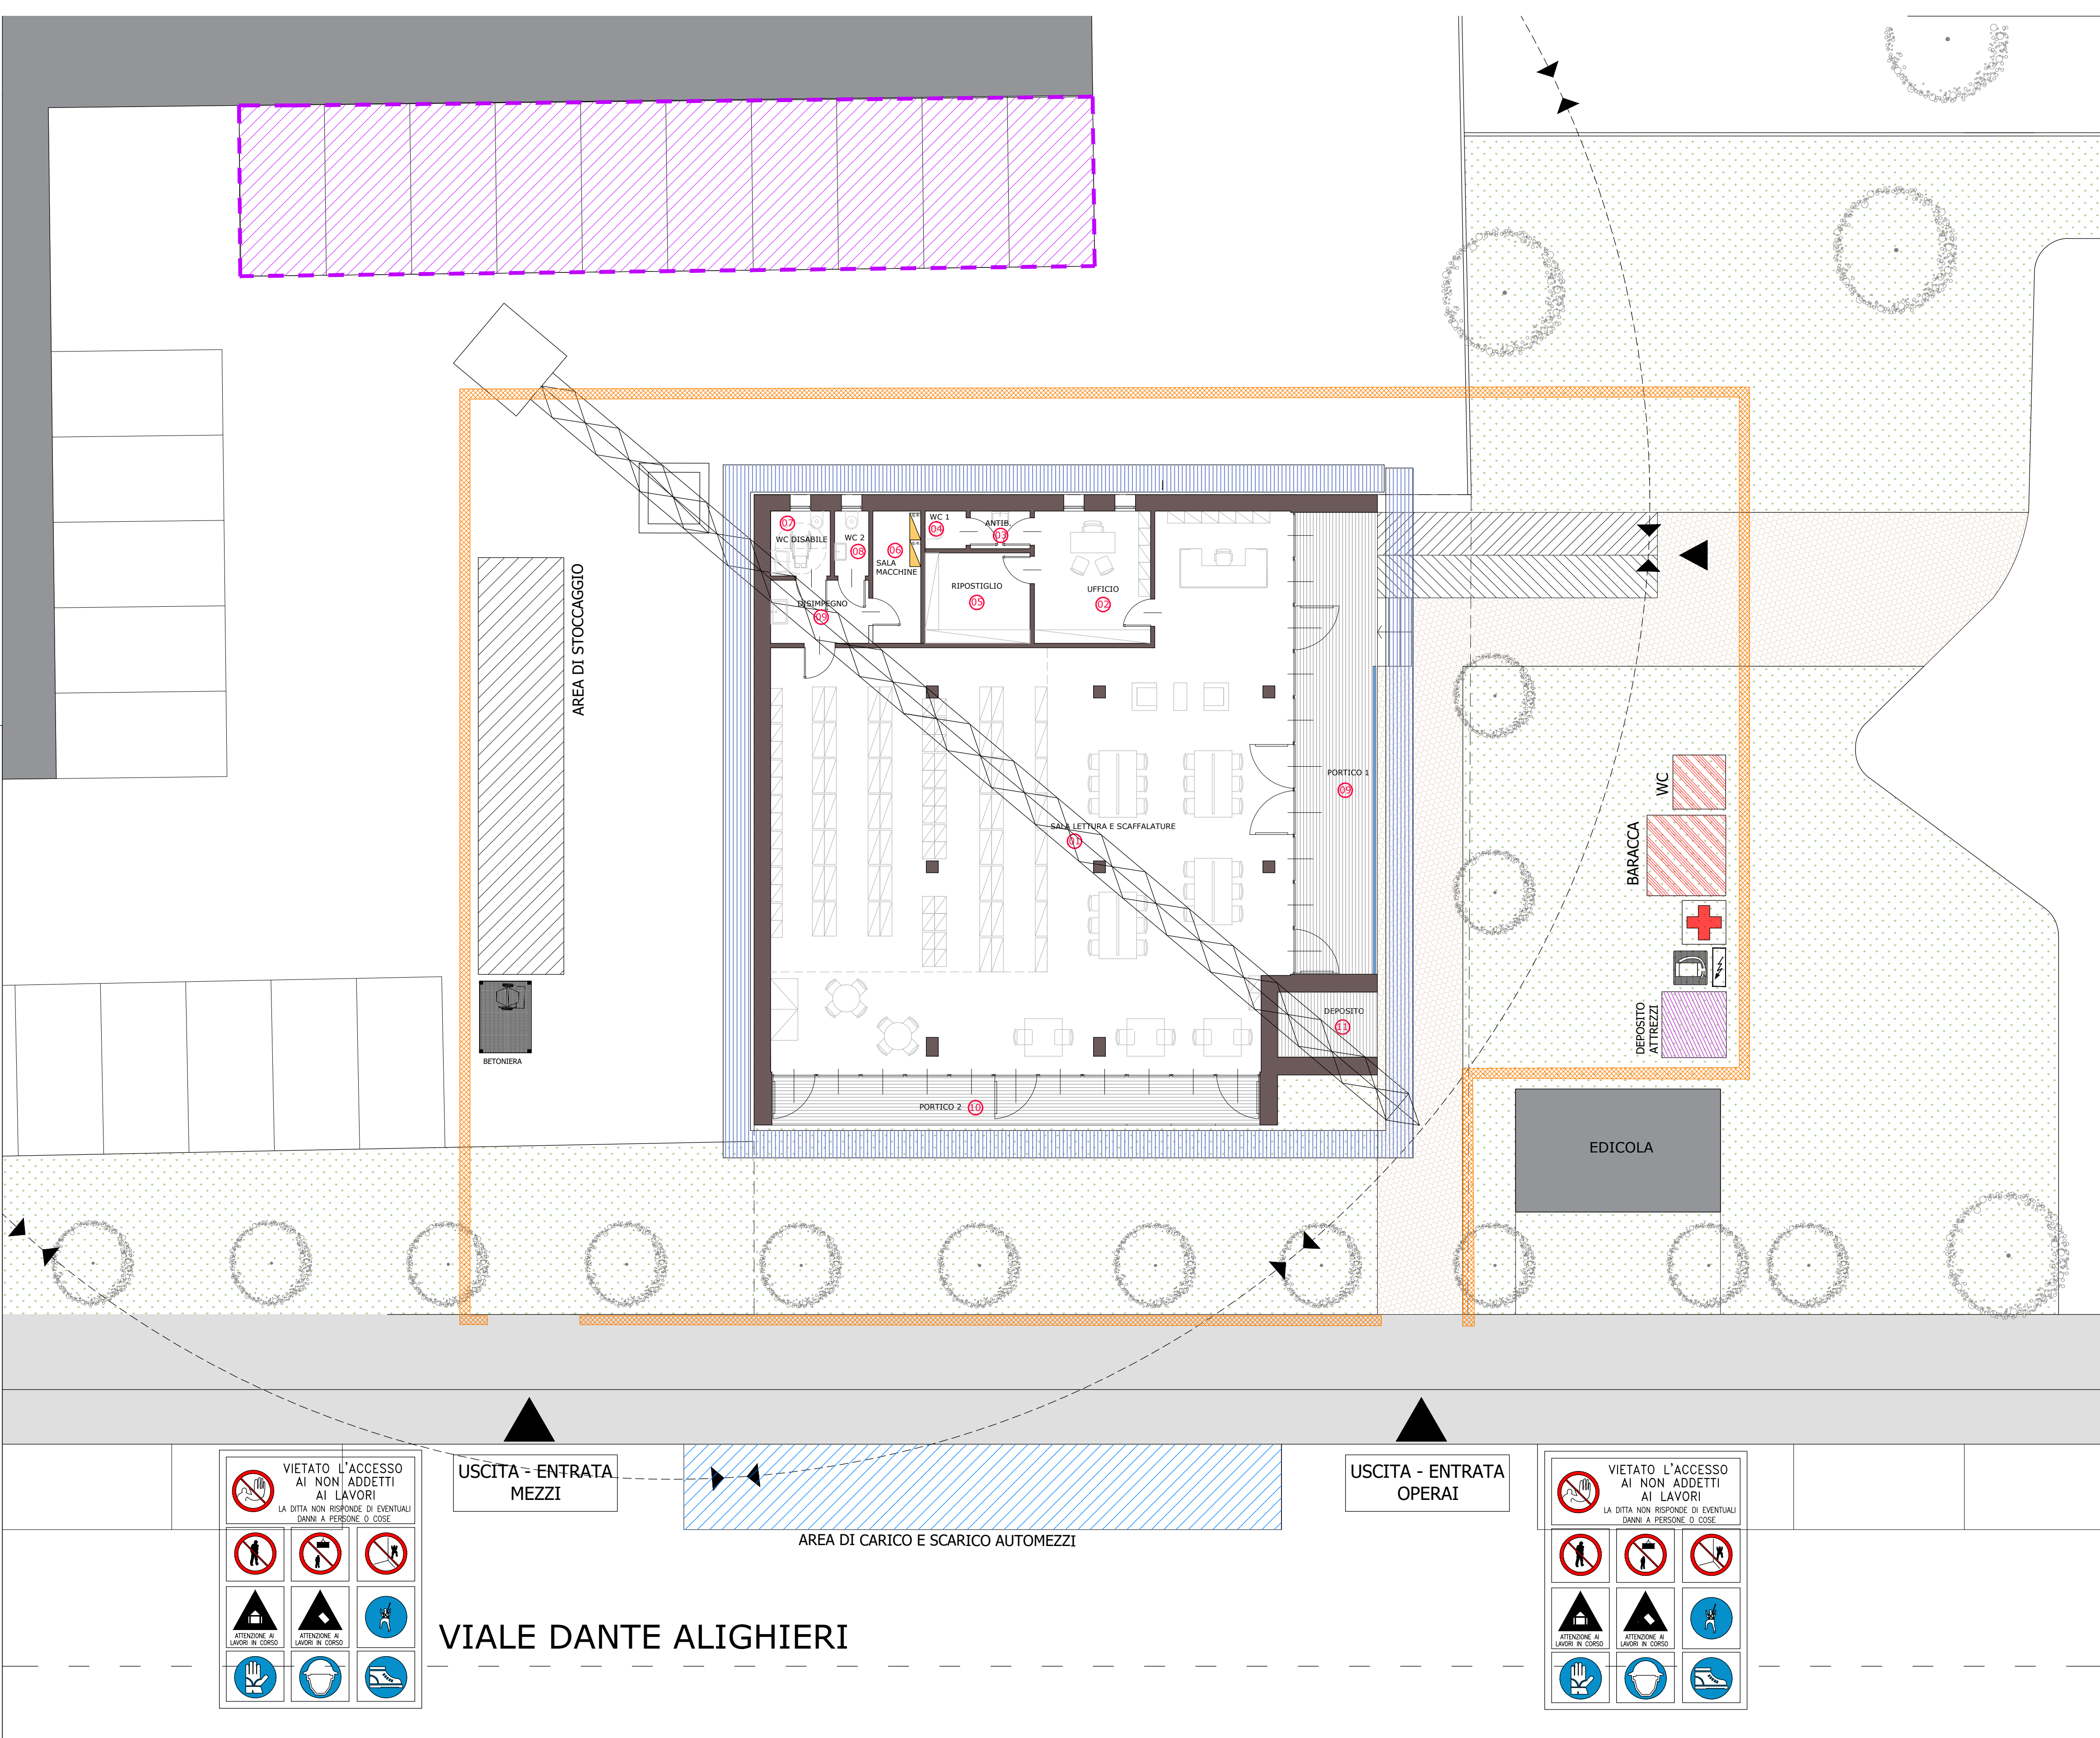 07
WC DISABILE
WC 2
08
06
SALA
MACCHINE
WC 1
04
ANTIB.
03
RIPOSTIGLIO
05
UFFICIO
02
DISIMPEGNO
09
AREA DI STOCCAGGIO
PORTICO 1
09
SALA LETTURA E SCAFFALATURE
01
WC
BARACCA
DEPOSITO
ATTREZZI
DEPOSITO
11
BETONIERA
PORTICO 2
10
EDICOLA
USCITA - ENTRATA
MEZZI
USCITA - ENTRATA
OPERAI
AREA DI CARICO E SCARICO AUTOMEZZI
VIETATO L'ACCESSO
AI NON ADDETTI
AI LAVORI
LA DITTA NON RISPONDE DI EVENTUALI
DANNI A PERSONE O COSE
ATTENZIONE AI
LAVORI IN CORSO
ATTENZIONE AI
LAVORI IN CORSO
VIETATO L'ACCESSO
AI NON ADDETTI
AI LAVORI
LA DITTA NON RISPONDE DI EVENTUALI
DANNI A PERSONE O COSE
ATTENZIONE AI
LAVORI IN CORSO
ATTENZIONE AI
LAVORI IN CORSO
VIALE DANTE ALIGHIERI